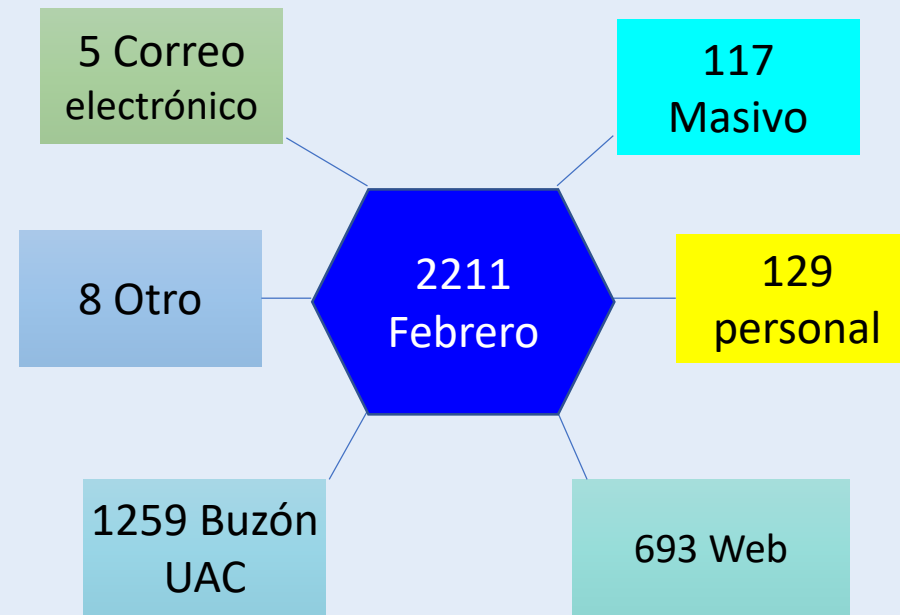 5 Correo
electrónico
117
Masivo
8 Otro
2211
Febrero
129
personal
1259 Buzón
UAC
693 Web